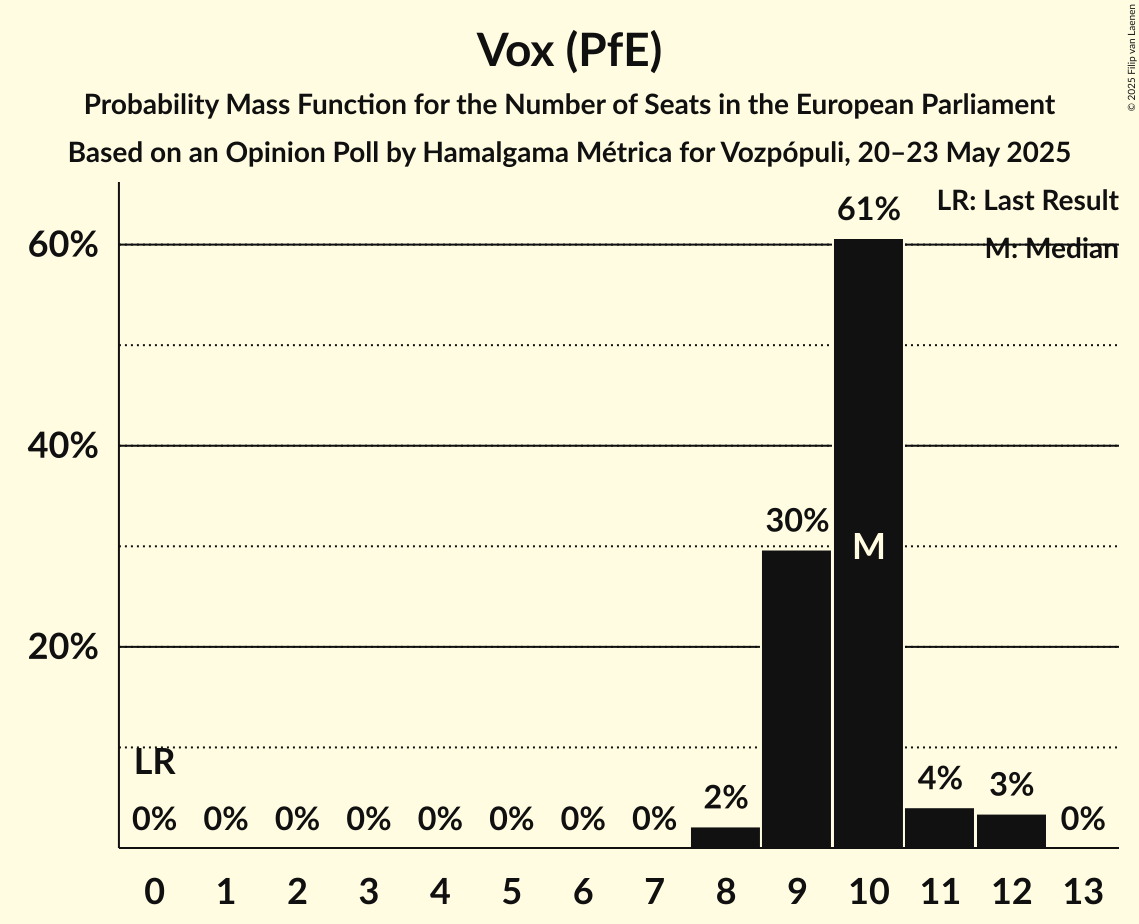 Vox (PfE)
Probability Mass Function for the Number of Seats in the European Parliament
Based on an Opinion Poll by Hamalgama Métrica for Vozpópuli, 20–23 May 2025
© 2025 Filip van Laenen
LR: Last Result
M: Median
60%
40%
20%
61%
30%
M
LR
0% 0% 0% 0% 0% 0% 0% 0% 2% 4% 3% 0%
0 1 2 3 4 5 6 7 8 9 10 11 12 13